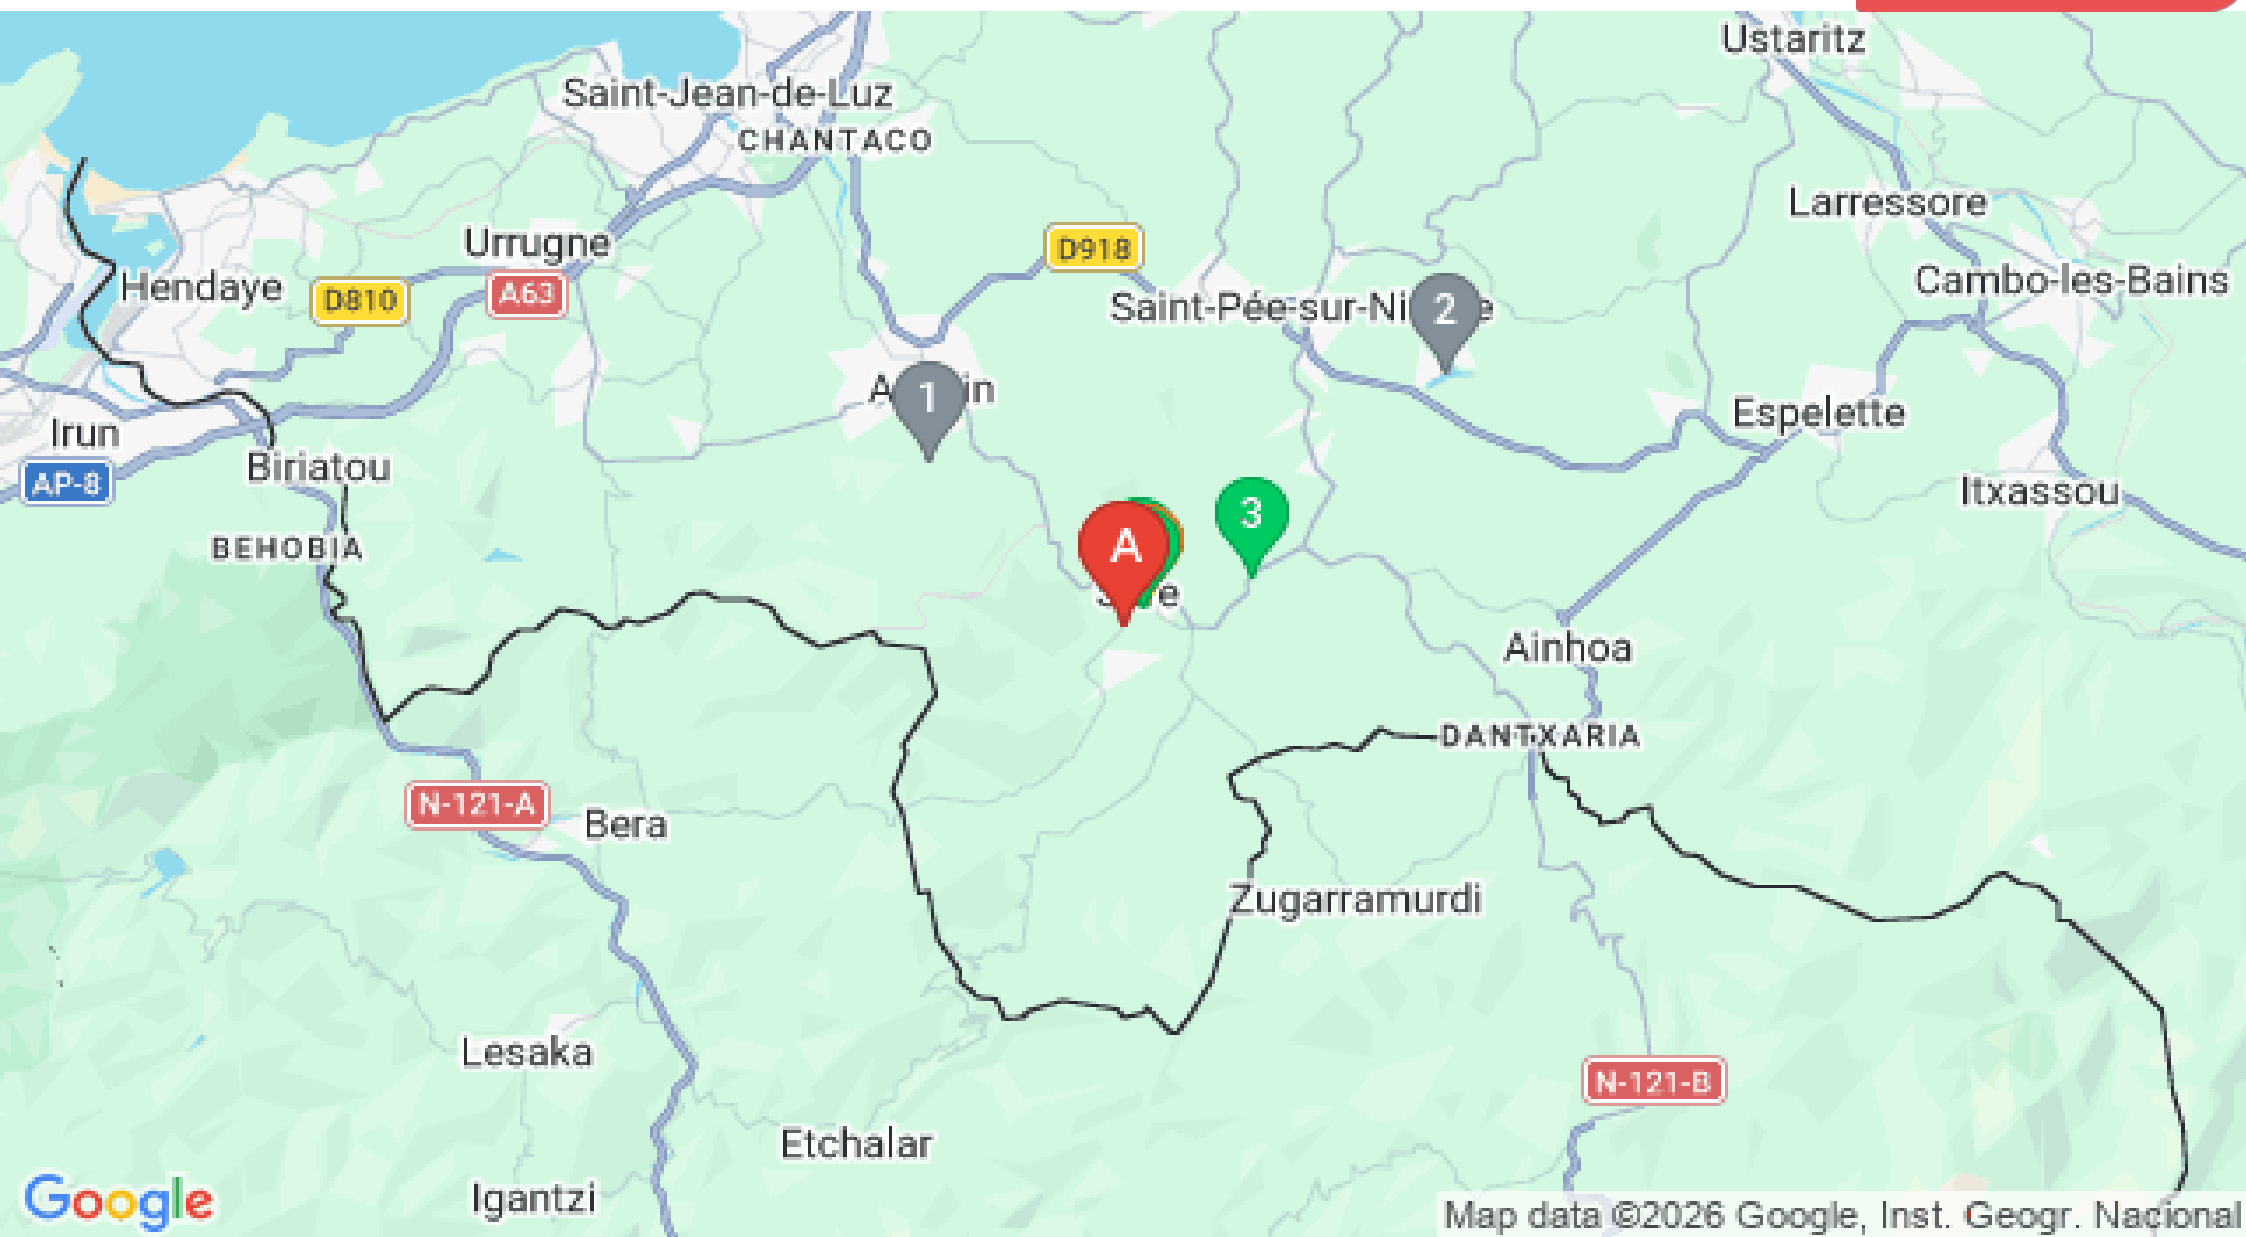 Ustaritz
Saint-Jean-de-Luz
CHANTACO
Larressore
Urrugne
D918
Cambo-les-Bains
Hendaye
D810
A63
Saint-Pée-sur-Ni
2
e
A
1
in
Espelette
Irun
Biriatou
AP-8
Itxassou
3
BEHOBIA
A
S
re
Ainhoa
DANTXARIA
N-121-A
Bera
Zugarramurdi
Lesaka
N-121-B
Etchalar
Igantzi
Google
Map data ©2026 Google, Inst. Geogr. Nacional